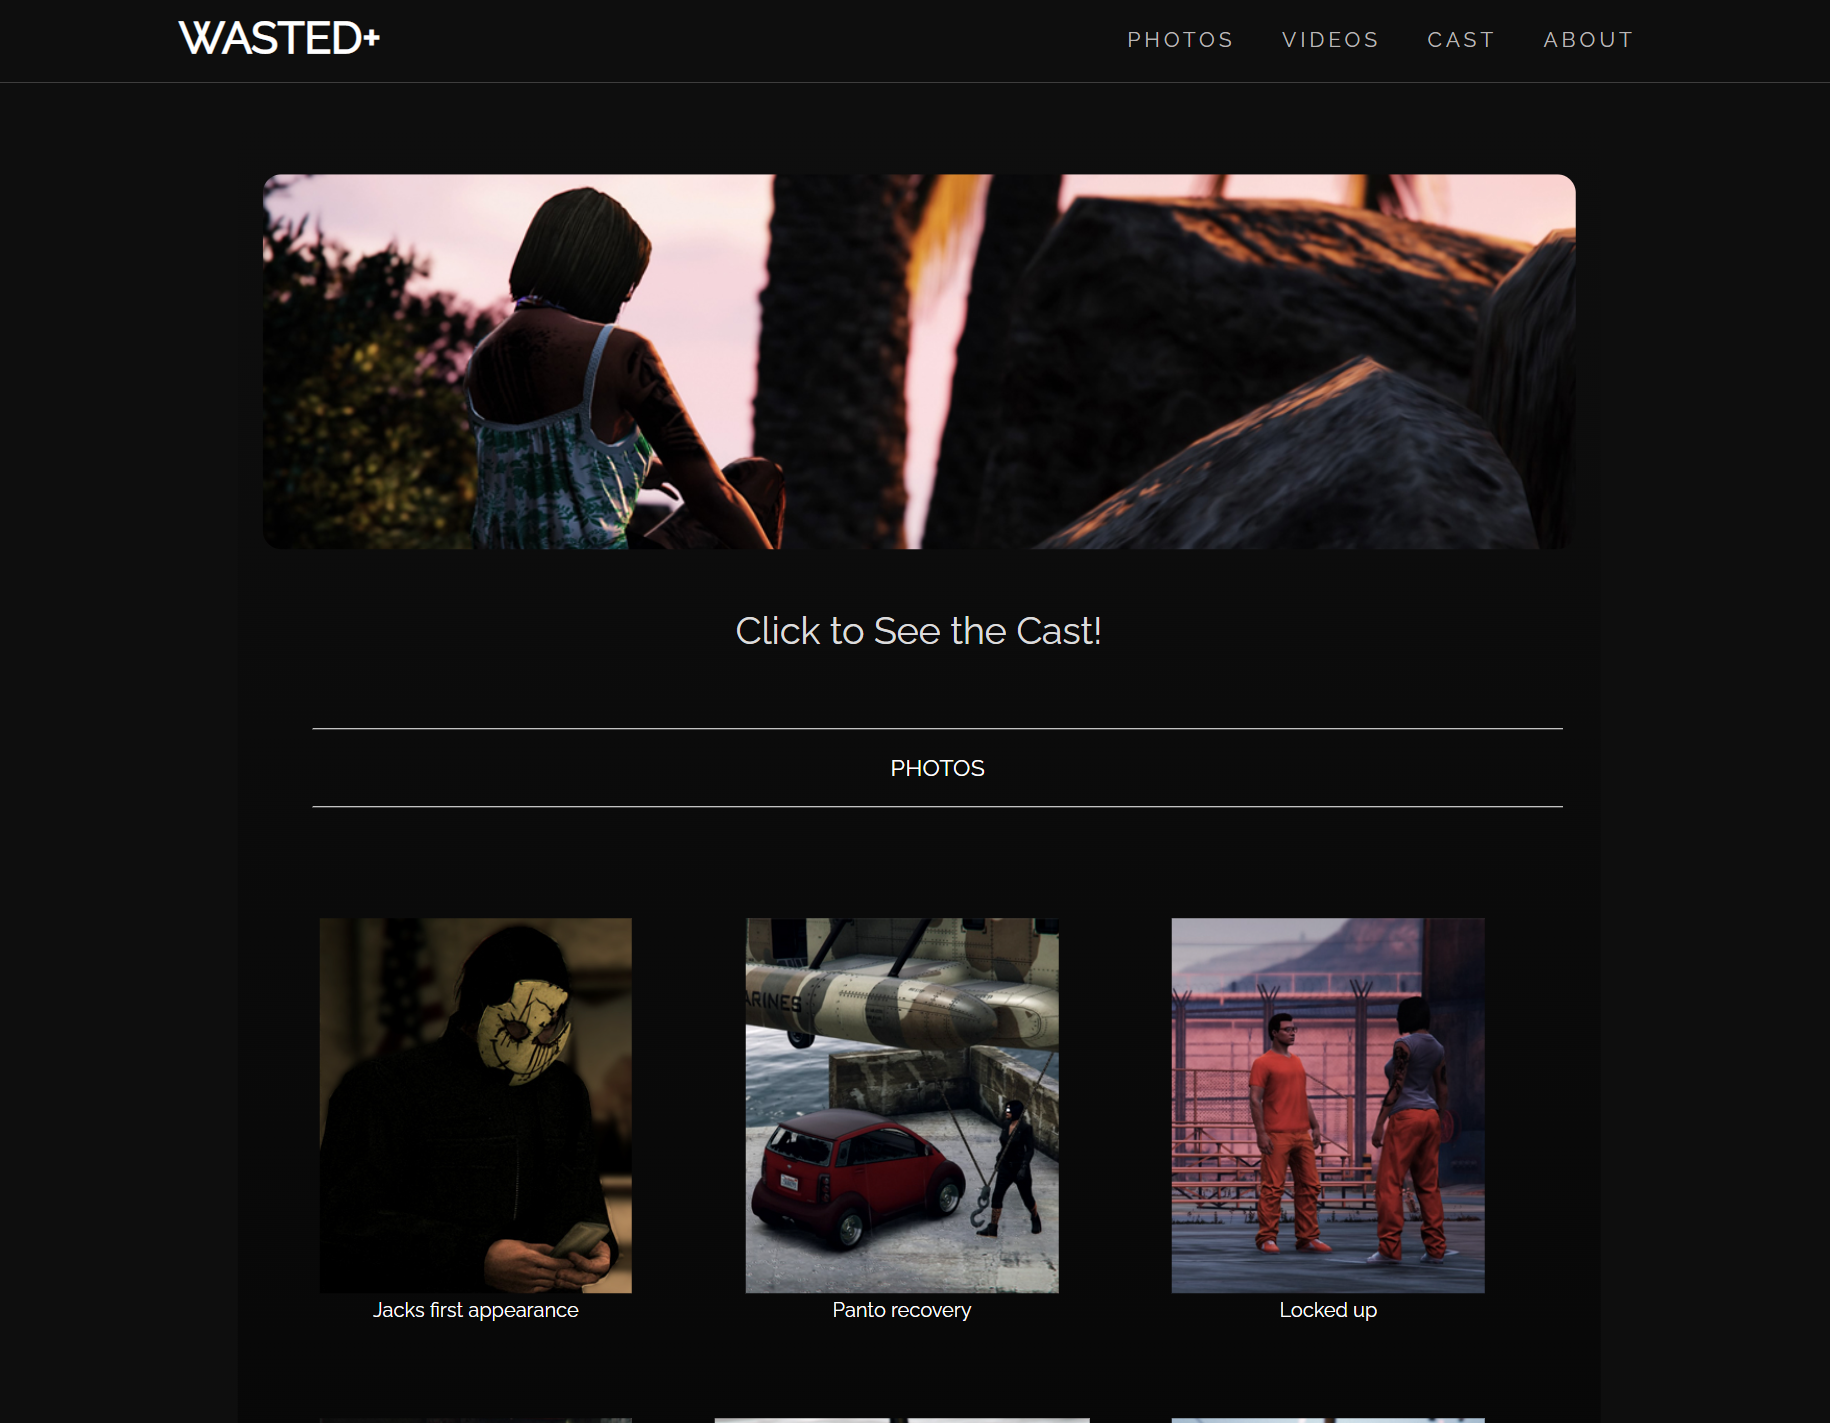 WASTED+
PHOTOS VIDEOS CAST ABOUT
Click to See the Cast!
PHOTOS
ARINES
Jacks first appearance
Panto recovery
Locked up